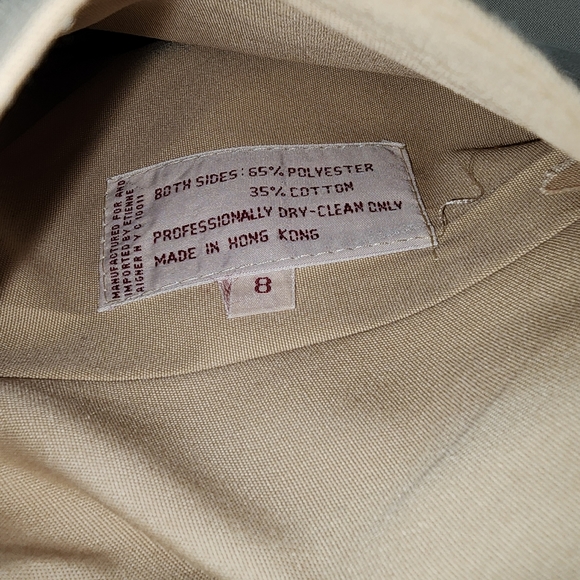 MANUFACTURED FOR AND
IMPORTED BY ETIENNE
AIGNER N Y C 10011
BOTH SIDES: 65% POLYESTER
35% COTTON
PROFESSIONALLY DRY-CLEAN ONLY
MADE IN HONG KONG
8